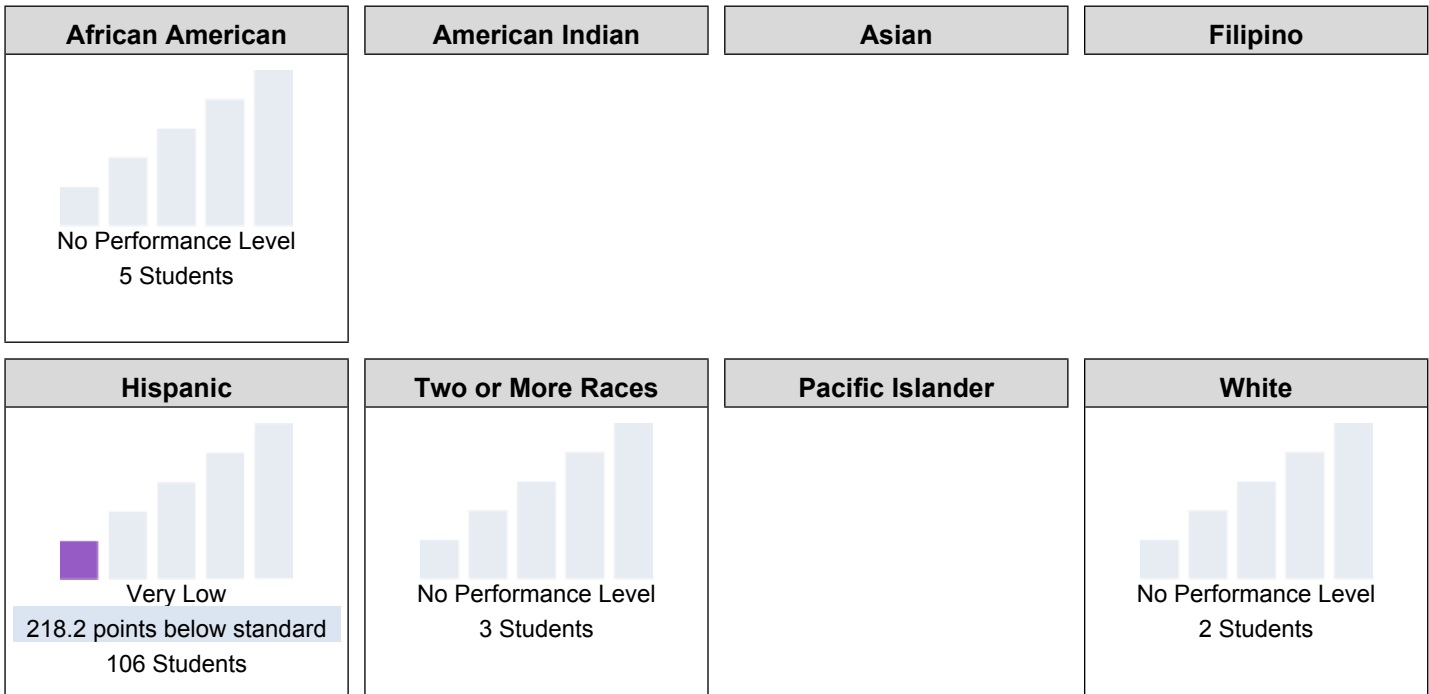 African American
American Indian
Asian
Filipino
No Performance Level
5 Students
Hispanic
Two or More Races
Pacific Islander
White
Very Low
218.2 points below standard
106 Students
No Performance Level
3 Students
No Performance Level
2 Students